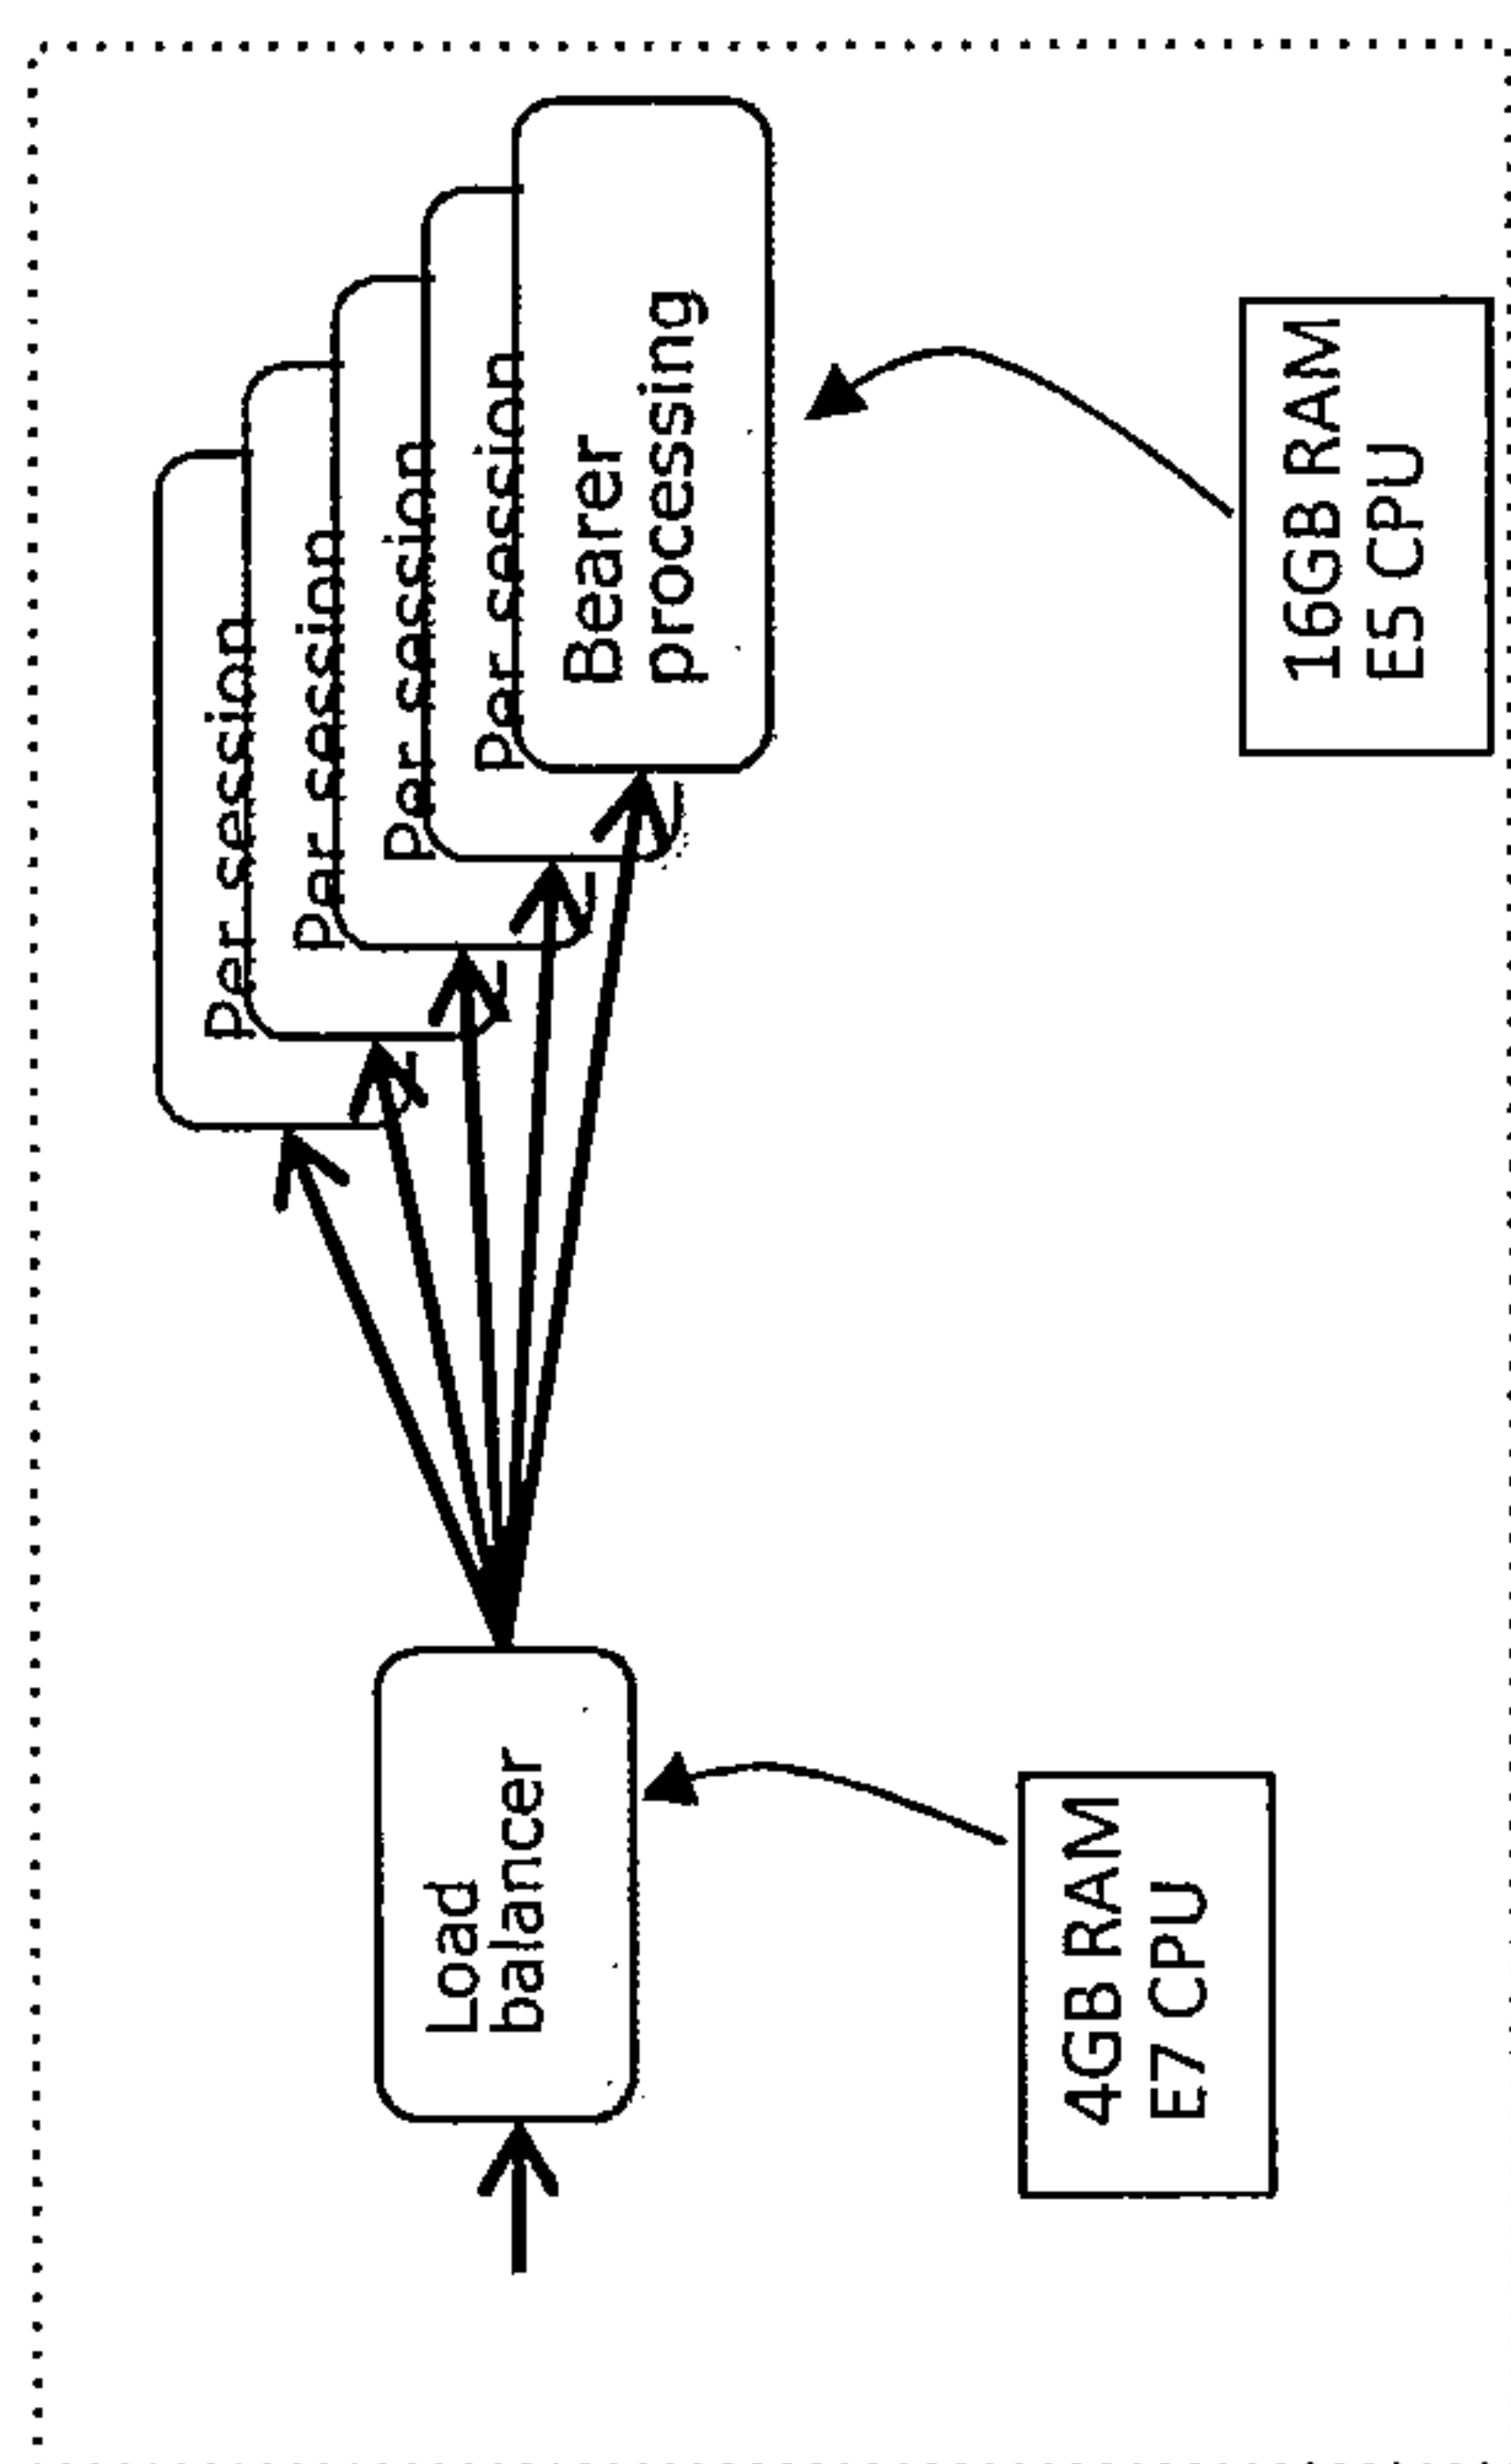 Per session
Per session
Per session
Per session
Bearer
processing
Load
balancer
16GB RAM
E5 CPU
4GB RAM
E7 CPU